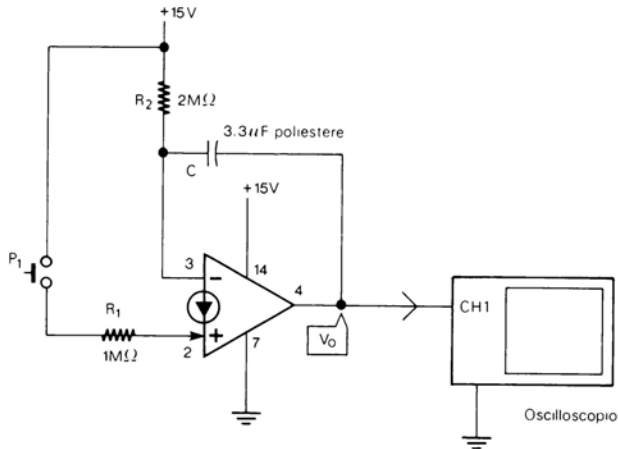 +15V
R2
2MΩ
3.3uF poliestere
C
+15V
P1
3
−
14
4
R1
1MΩ
+
2
7
VO
CH1
Oscilloscopio